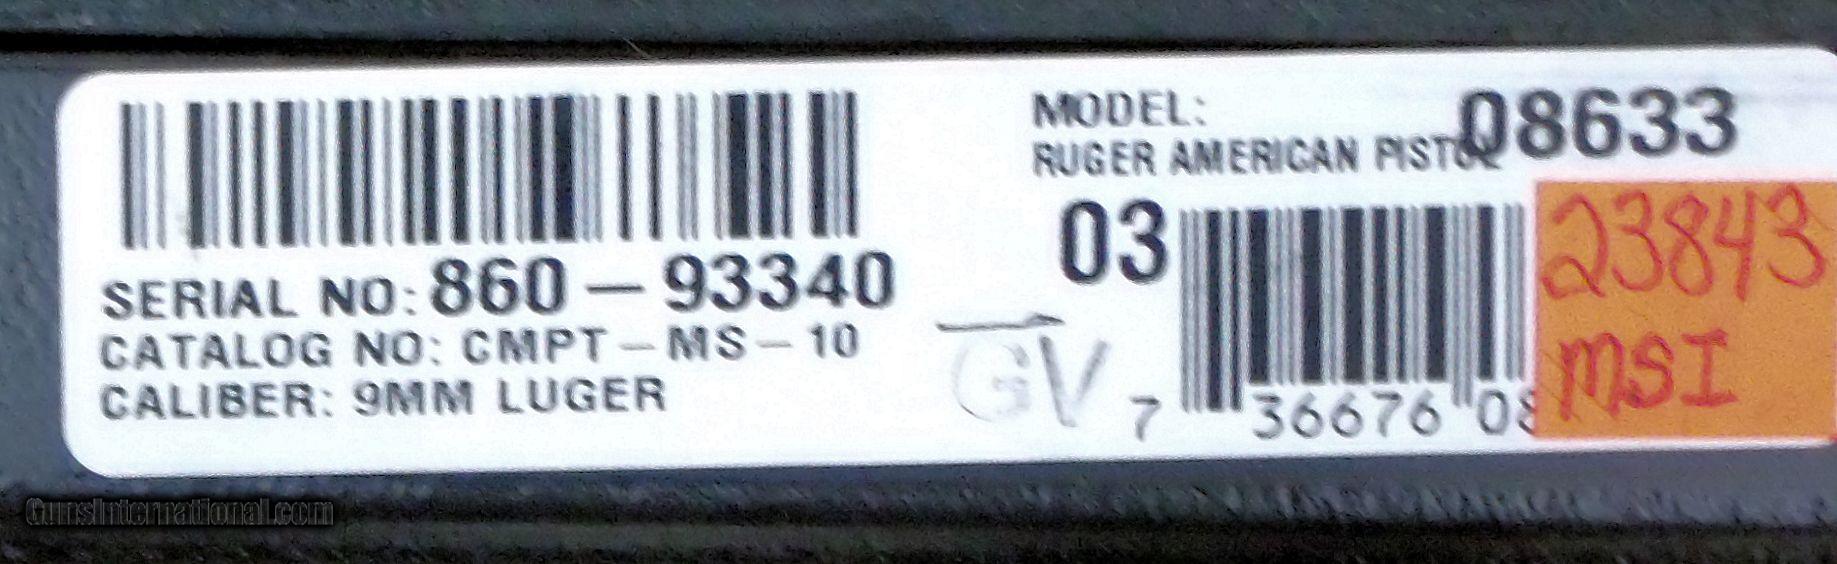 MODEL: 08633
RUGER AMERICAN PISTOL
SERIAL NO: 860-93340
CATALOG NO: CMPT-MS-10
CALIBER: 9MM LUGER
03
GV
7 36676 08
23843
MSI
GunsInternational.com